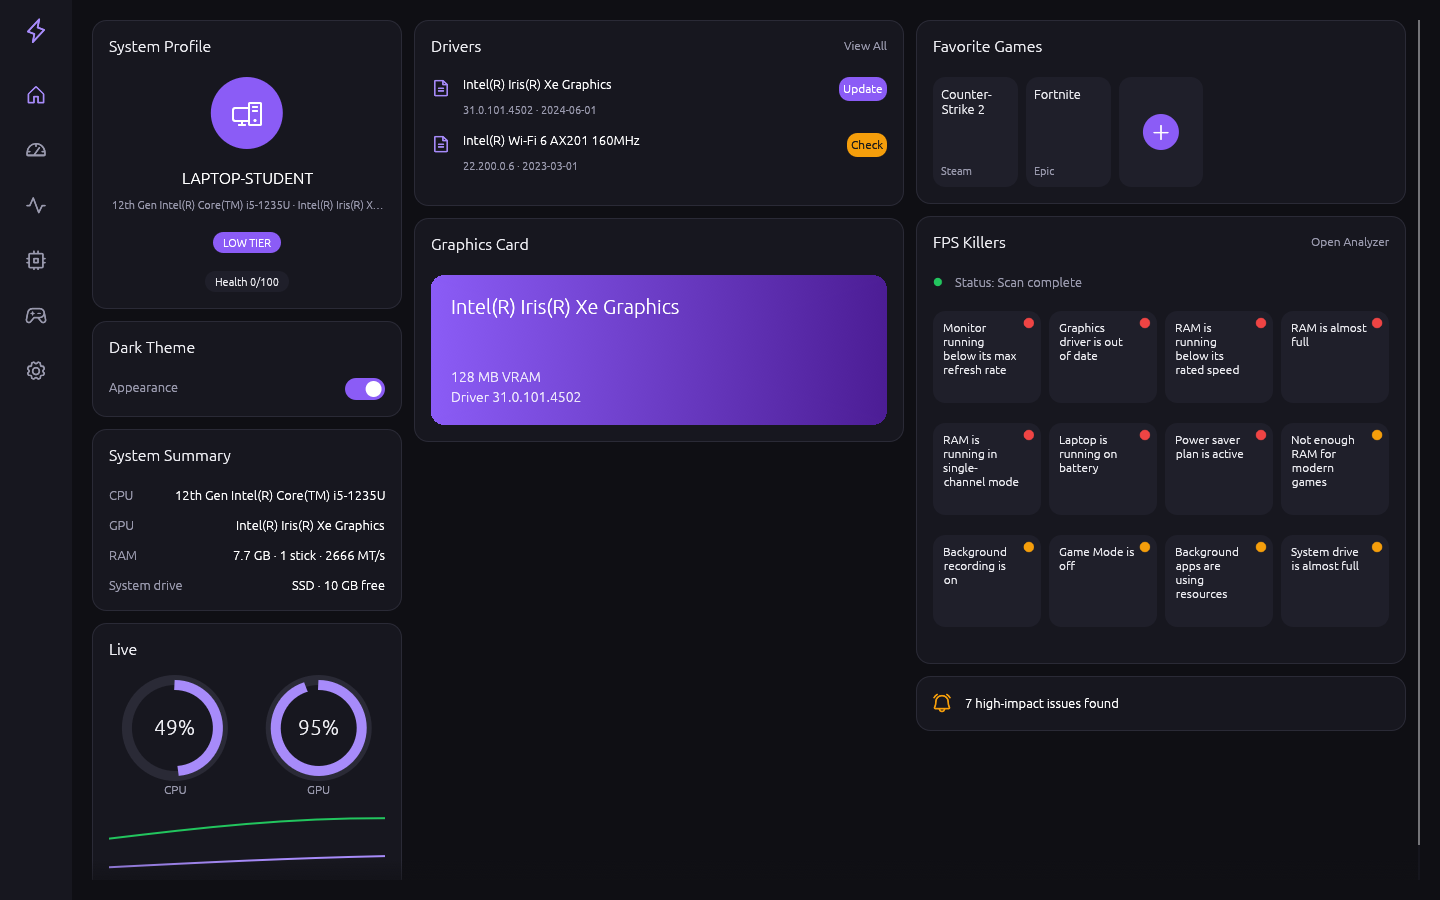 System Profile
LAPTOP-STUDENT
12th Gen Intel(R) Core(TM) i5-1235U · Intel(R) Iris(R) X...
LOW TIER
Health 0/100
Dark Theme
Appearance
System Summary
CPU 12th Gen Intel(R) Core(TM) i5-1235U
GPU Intel(R) Iris(R) Xe Graphics
RAM 7.7 GB · 1 stick · 2666 MT/s
System drive SSD · 10 GB free
Live
49% 95%
CPU GPU
Drivers View All
Intel(R) Iris(R) Xe Graphics Update
31.0.101.4502 · 2024-06-01
Intel(R) Wi-Fi 6 AX201 160MHz Check
22.200.0.6 · 2023-03-01
Graphics Card
Intel(R) Iris(R) Xe Graphics
128 MB VRAM
Driver 31.0.101.4502
Favorite Games
Counter-
Strike 2
Steam
Fortnite
Epic
FPS Killers Open Analyzer
Status: Scan complete
Monitor
running
below its max
refresh rate
Graphics
driver is out
of date
RAM is
running
below its
rated speed
RAM is almost
full
RAM is
running in
single-
channel mode
Laptop is
running on
battery
Power saver
plan is active
Not enough
RAM for
modern
games
Background
recording is
on
Game Mode is
off
Background
apps are
using
resources
System drive
is almost full
7 high-impact issues found